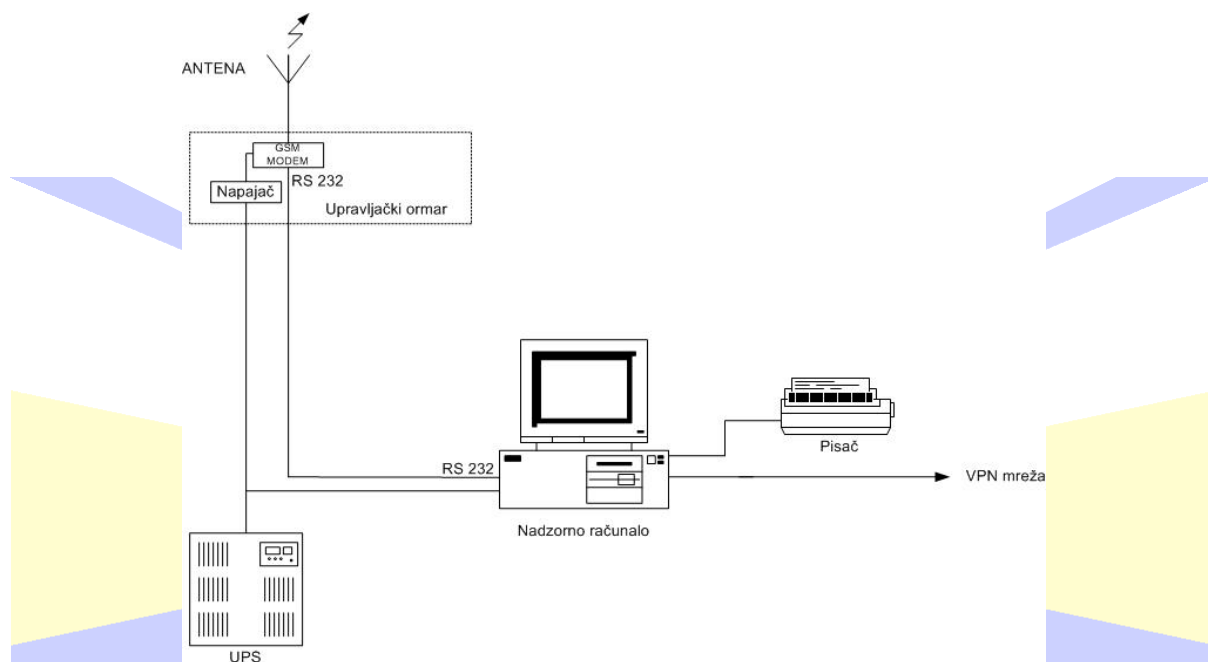 ANTENA
GSM
MODEM
RS 232
Napajač
Upravljački ormar
Pisač
RS 232
VPN mreža
Nadzorno računalo
UPS